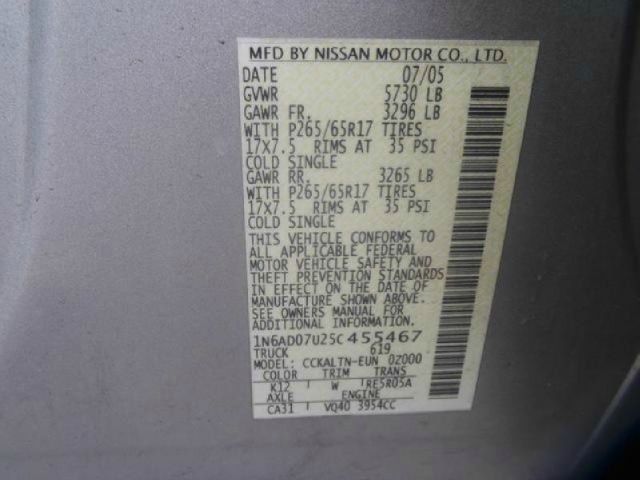 MFD BY NISSAN MOTOR CO., LTD.
DATE 07/05
GVWR 5730 LB
GAWR FR. 3296 LB
WITH P265/65R17 TIRES
17X7.5 RIMS AT 35 PSI
COLD SINGLE
GAWR RR. 3265 LB
WITH P265/65R17 TIRES
17X7.5 RIMS AT 35 PSI
COLD SINGLE
THIS VEHICLE CONFORMS TO
ALL APPLICABLE FEDERAL
MOTOR VEHICLE SAFETY AND
THEFT PREVENTION STANDARDS
IN EFFECT ON THE DATE OF
MANUFACTURE SHOWN ABOVE.
SEE OWNERS MANUAL FOR
ADDITIONAL INFORMATION.
1N6AD07U25C455467
TRUCK 619
MODEL: CCKALTN-EUN 0Z000
COLOR TRIM TRANS
K12 W RE5R05A
AXLE ENGINE
CA31 VQ40 3954CC